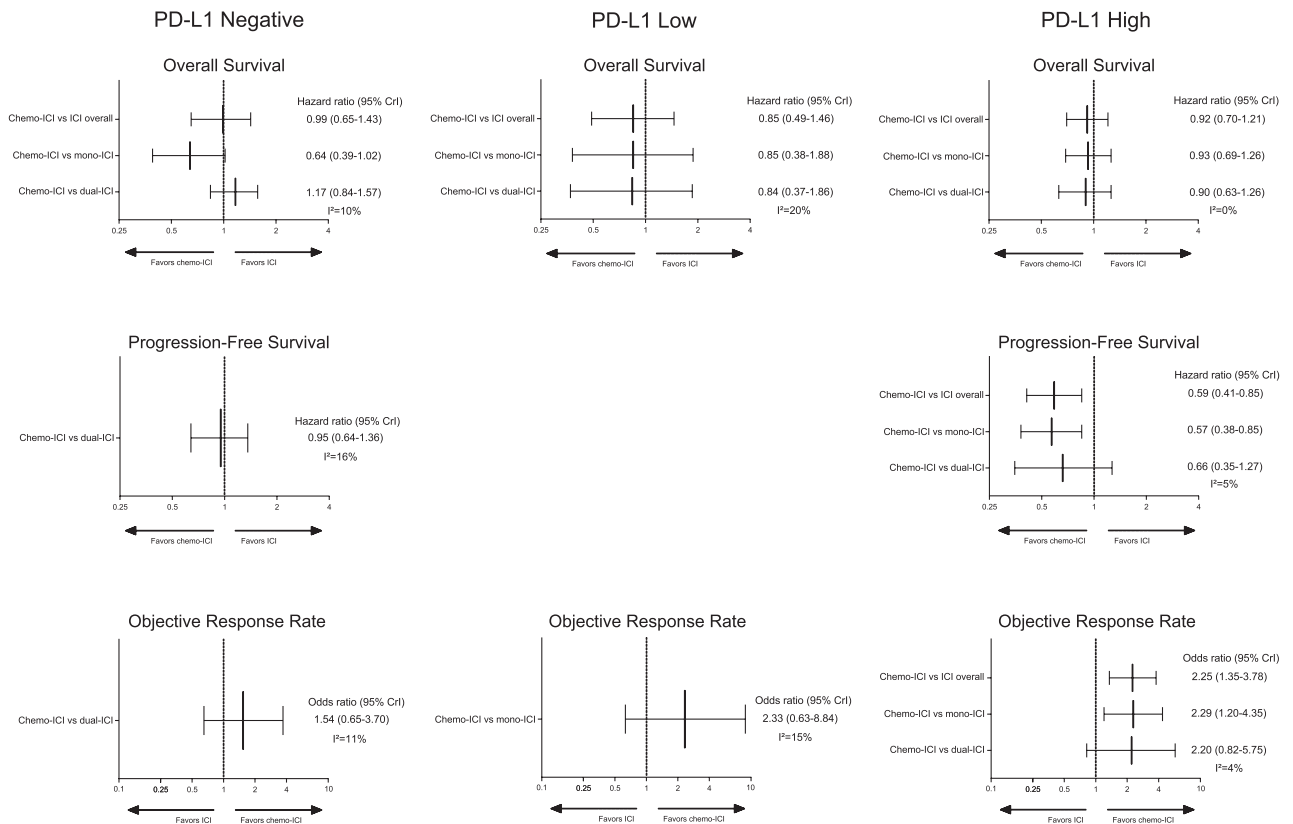 PD-L1 Negative
PD-L1 Low
PD-L1 High
Overall Survival
Hazard ratio (95% CrI)
Chemo-ICI vs ICI overall
0.99 (0.65-1.43)
Chemo-ICI vs mono-ICI
0.64 (0.39-1.02)
Chemo-ICI vs dual-ICI
1.17 (0.84-1.57)
I²=10%
0.25 0.5 1 2 4
Favors chemo-ICI Favors ICI
Overall Survival
Hazard ratio (95% CrI)
Chemo-ICI vs ICI overall
0.85 (0.49-1.46)
Chemo-ICI vs mono-ICI
0.85 (0.38-1.88)
Chemo-ICI vs dual-ICI
0.84 (0.37-1.86)
I²=20%
0.25 0.5 1 2 4
Favors chemo-ICI Favors ICI
Overall Survival
Hazard ratio (95% CrI)
Chemo-ICI vs ICI overall
0.92 (0.70-1.21)
Chemo-ICI vs mono-ICI
0.93 (0.69-1.26)
Chemo-ICI vs dual-ICI
0.90 (0.63-1.26)
I²=0%
0.25 0.5 1 2 4
Favors chemo-ICI Favors ICI
Progression-Free Survival
Hazard ratio (95% CrI)
Chemo-ICI vs dual-ICI
0.95 (0.64-1.36)
I²=16%
0.25 0.5 1 2 4
Favors chemo-ICI Favors ICI
Progression-Free Survival
Hazard ratio (95% CrI)
Chemo-ICI vs ICI overall
0.59 (0.41-0.85)
Chemo-ICI vs mono-ICI
0.57 (0.38-0.85)
Chemo-ICI vs dual-ICI
0.66 (0.35-1.27)
I²=5%
0.25 0.5 1 2 4
Favors chemo-ICI Favors ICI
Objective Response Rate
Odds ratio (95% CrI)
Chemo-ICI vs dual-ICI
1.54 (0.65-3.70)
I²=11%
0.1 0.25 0.5 1 2 4 10
Favors ICI Favors chemo-ICI
Objective Response Rate
Odds ratio (95% CrI)
Chemo-ICI vs mono-ICI
2.33 (0.63-8.84)
I²=15%
0.1 0.25 0.5 1 2 4 10
Favors ICI Favors chemo-ICI
Objective Response Rate
Odds ratio (95% CrI)
Chemo-ICI vs ICI overall
2.25 (1.35-3.78)
Chemo-ICI vs mono-ICI
2.29 (1.20-4.35)
Chemo-ICI vs dual-ICI
2.20 (0.82-5.75)
I²=4%
0.1 0.25 0.5 1 2 4 10
Favors ICI Favors chemo-ICI